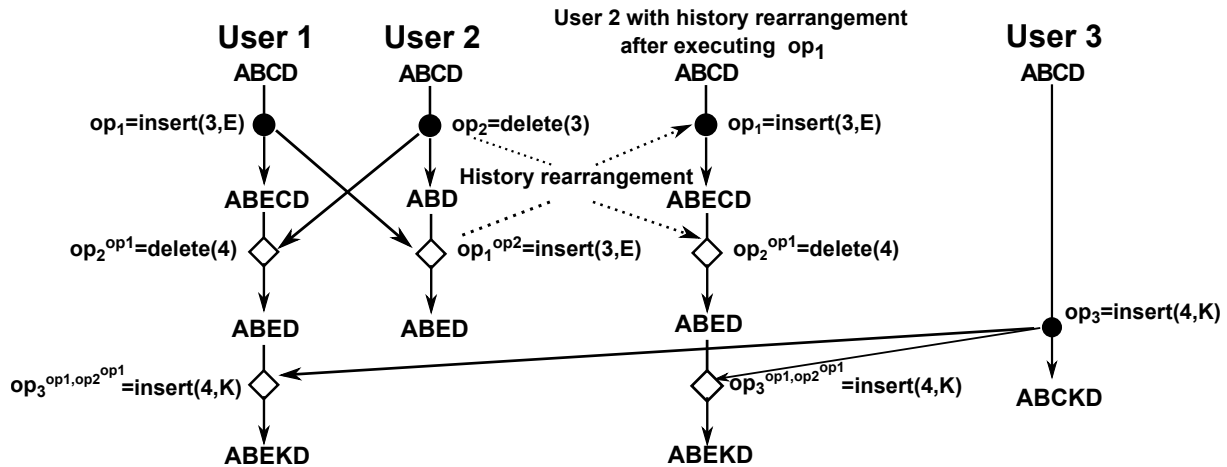 User 1
User 2
User 2 with history rearrangement
after executing op1
User 3
ABCD
ABCD
ABCD
ABCD
op1=insert(3,E)
op2=delete(3)
op1=insert(3,E)
History rearrangement
ABECD
ABD
ABECD
op2op1=delete(4)
op1op2=insert(3,E)
op2op1=delete(4)
ABED
ABED
ABED
op3=insert(4,K)
op3op1,op2op1=insert(4,K)
op3op1,op2op1=insert(4,K)
ABCKD
ABEKD
ABEKD